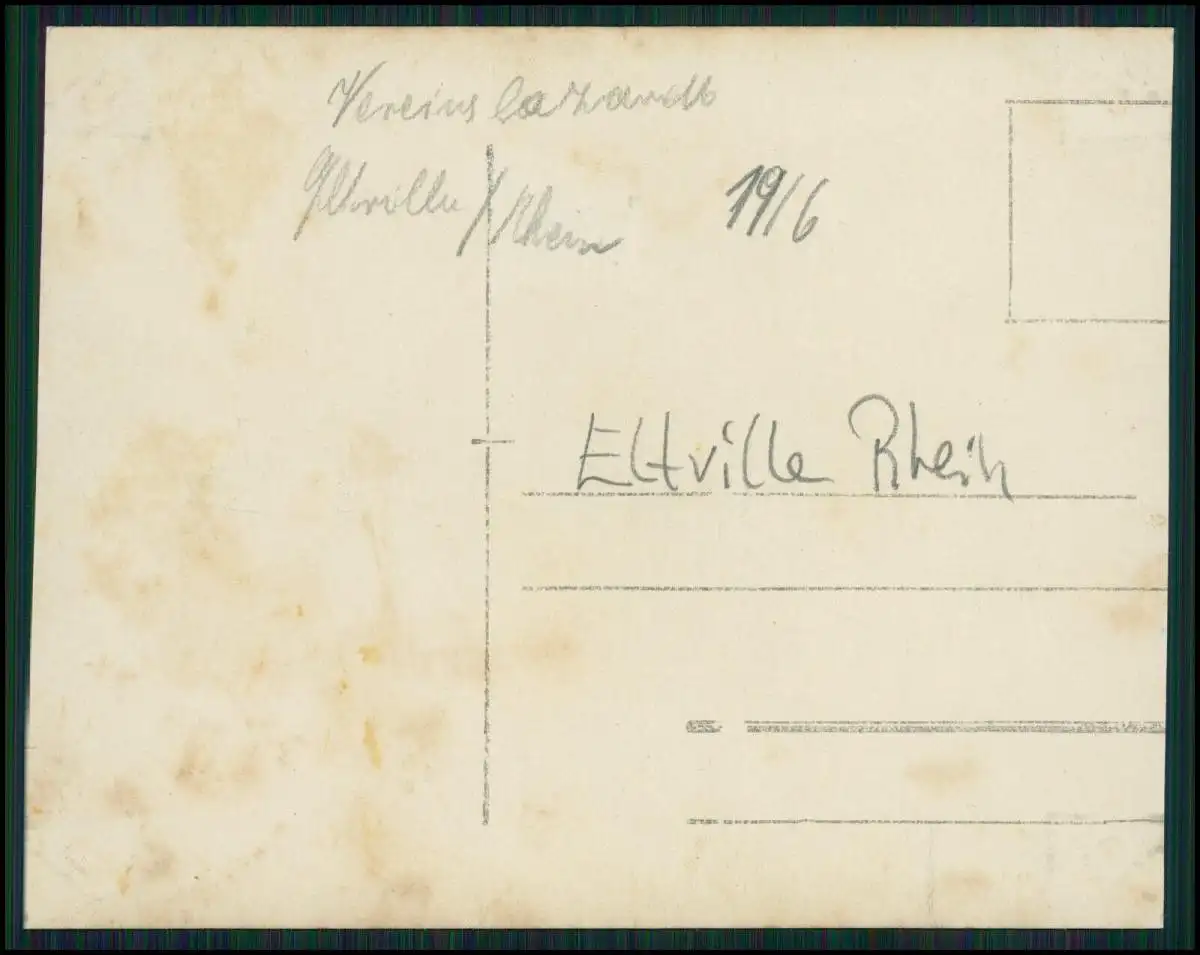 Vereins lazarett
Eltville / Rhein 1916
Eltville Rhein